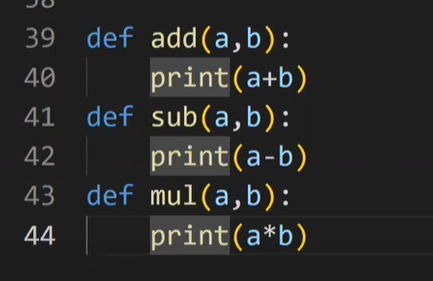 39 def add(a,b):
40     print(a+b)
41 def sub(a,b):
42     print(a-b)
43 def mul(a,b):
44     print(a*b)